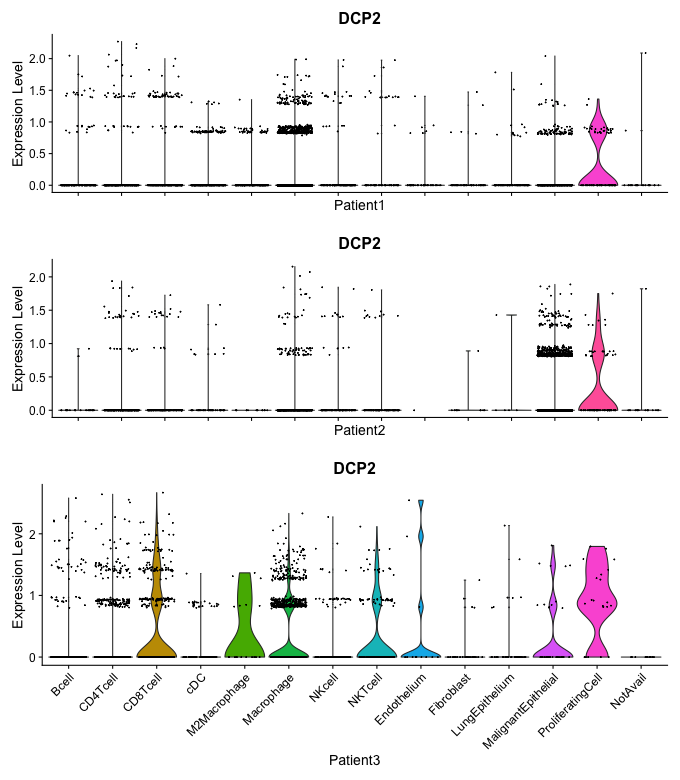 DCP2
Expression Level
2.0
1.5
1.0
0.5
0.0
Patient1
DCP2
Expression Level
2.0
1.5
1.0
0.5
0.0
Patient2
DCP2
Expression Level
2
1
0
Bcell
CD4Tcell
CD8Tcell
cDC
M2Macrophage
Macrophage
NKcell
NKTcell
Endothelium
Fibroblast
LungEpithelium
MalignantEpithelial
ProliferatingCell
NotAvail
Patient3